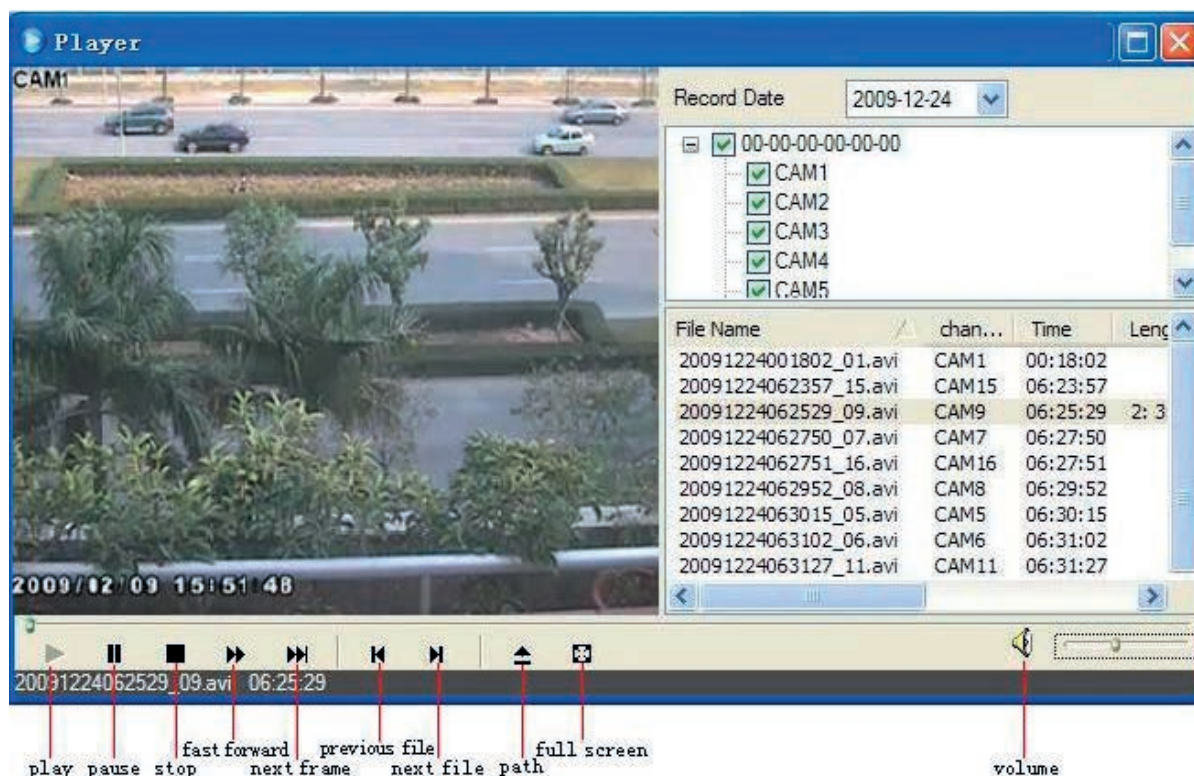 Player
CAM1
Record Date 2009-12-24
00-00-00-00-00-00
CAM1
CAM2
CAM3
CAM4
CAM5
File Name chan... Time Leng
20091224001802_01.avi CAM1 00:18:02
20091224062357_15.avi CAM15 06:23:57
20091224062529_09.avi CAM9 06:25:29 2: 3
20091224062750_07.avi CAM7 06:27:50
20091224062751_16.avi CAM16 06:27:51
20091224062952_08.avi CAM8 06:29:52
20091224063015_05.avi CAM5 06:30:15
20091224063102_06.avi CAM6 06:31:02
20091224063127_11.avi CAM11 06:31:27
2009/02/09 15:51:48
20091224062529_09.avi 06:25:29
fast forward previous file full screen
play pause stop next frame next file path volume